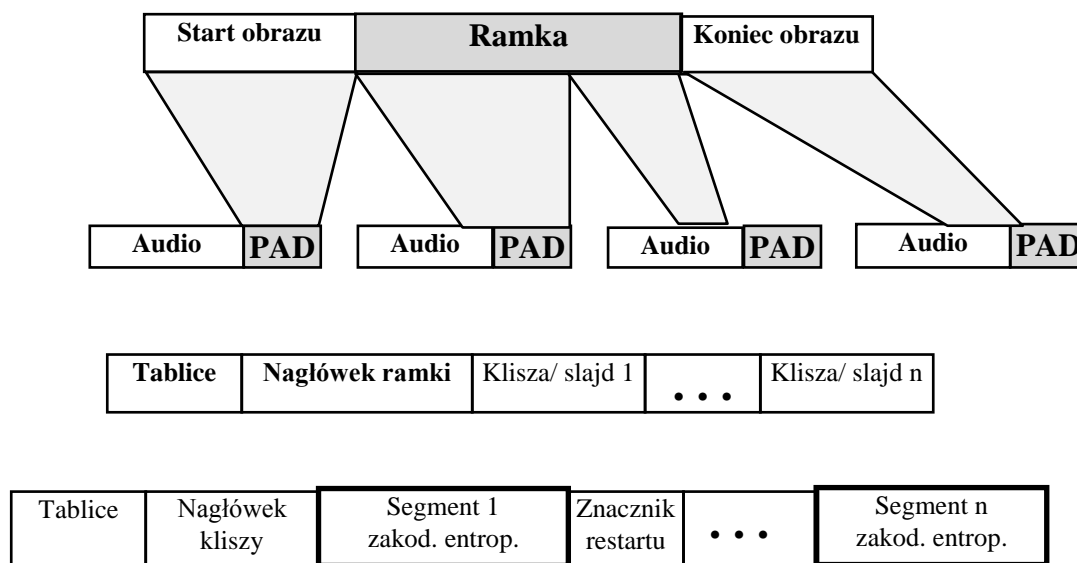 Start obrazu Ramka Koniec obrazu
Audio PAD Audio PAD Audio PAD Audio PAD
Tablice Nagłówek ramki Klisza/ slajd 1 • • • Klisza/ slajd n
Tablice Nagłówek Segment 1 Znacznik • • • Segment n
kliszy zakod. entrop. restartu zakod. entrop.